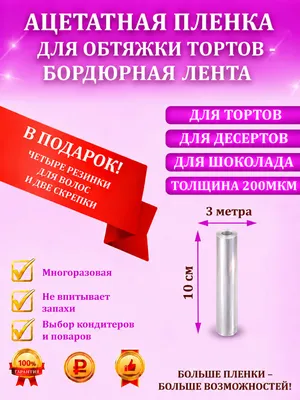 АЦЕТАТНАЯ ПЛЕНКА
ДЛЯ ОБТЯЖКИ ТОРТОВ -
БОРДЮРНАЯ ЛЕНТА
В ПОДАРОК!
ЧЕТЫРЕ РЕЗИНКИ
ДЛЯ ВОЛОС
И ДВЕ СКРЕПКИ
ДЛЯ ТОРТОВ
ДЛЯ ДЕСЕРТОВ
ДЛЯ ШОКОЛАДА
ТОЛЩИНА 200МКМ
3 метра
10 см
Многоразовая
Не впитывает
запахи
Выбор кондитеров
и поваров
100%
ГАРАНТИЯ
БОЛЬШЕ ПЛЕНКИ –
БОЛЬШЕ ВОЗМОЖНОСТЕЙ!